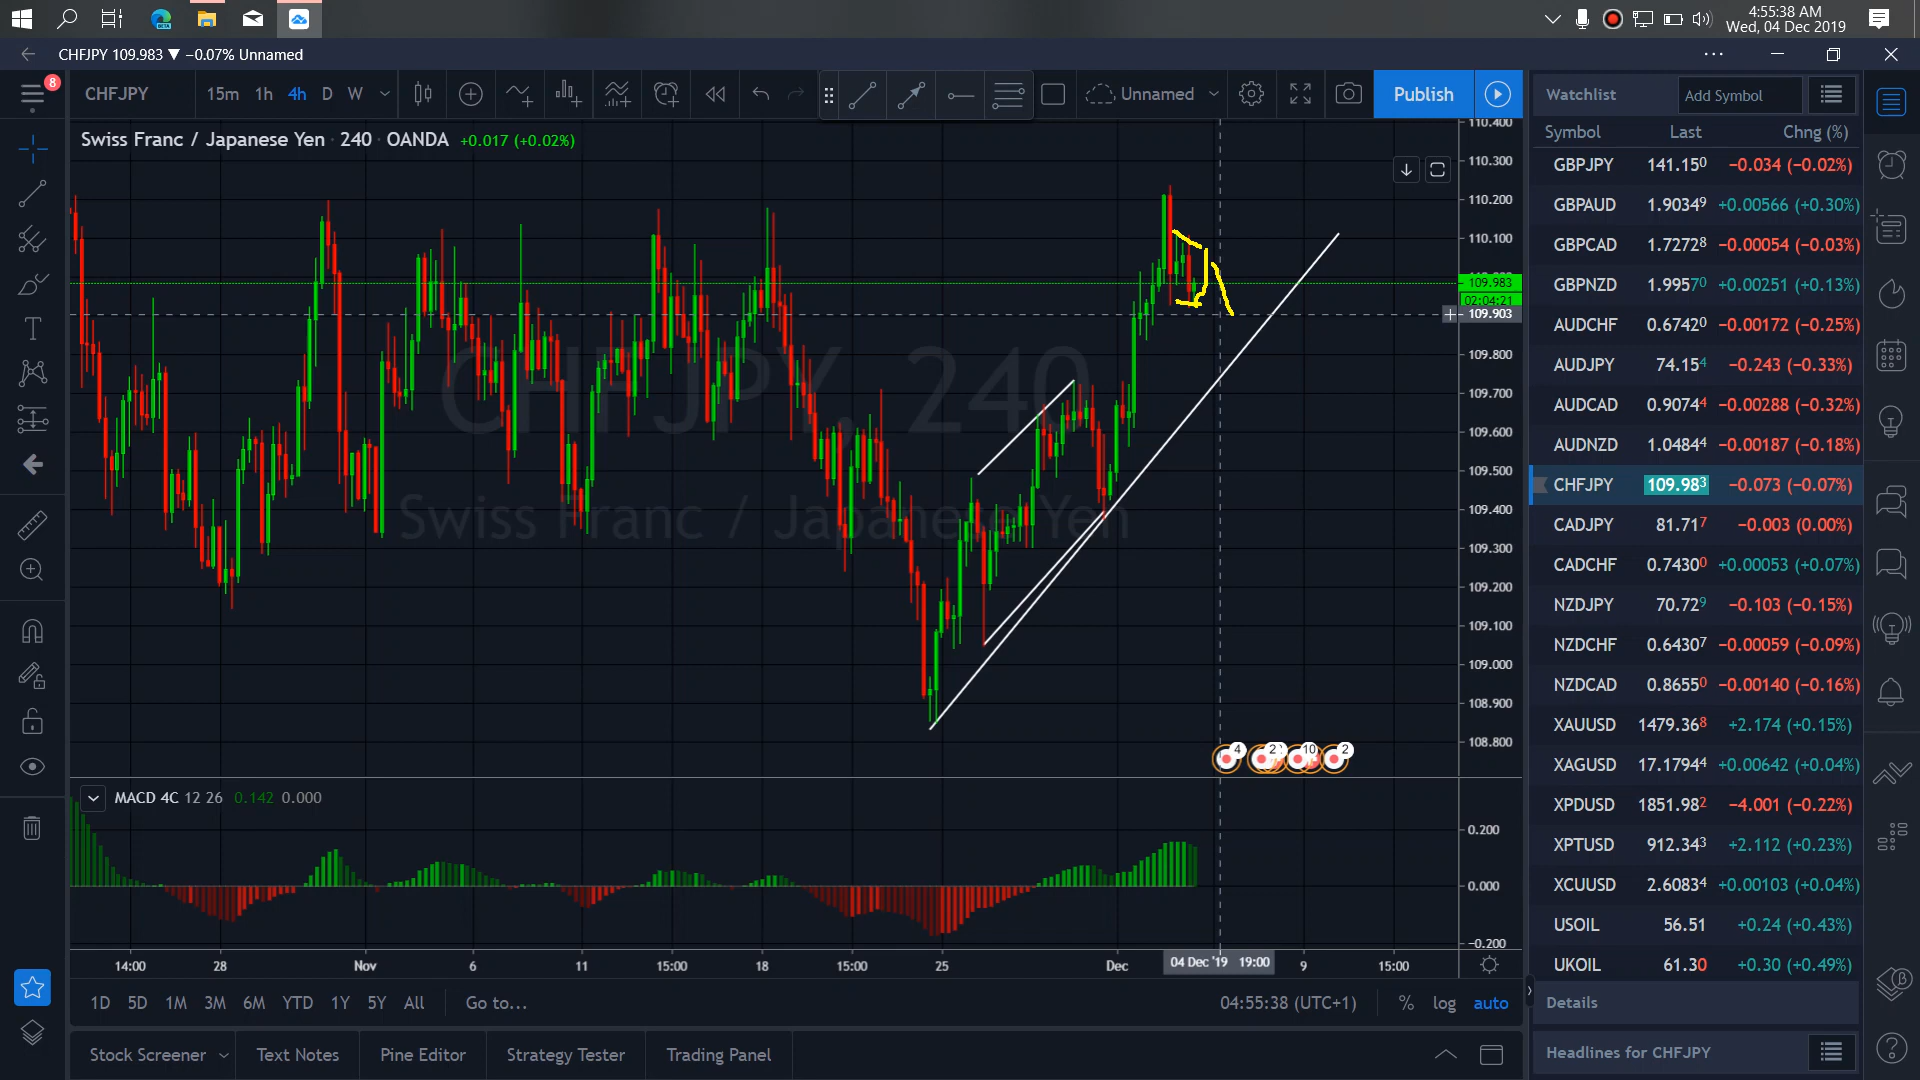 4:55:38 AM
Wed, 04 Dec 2019
CHFJPY 109.983 ▼ −0.07% Unnamed
8
CHFJPY 15m 1h 4h D W Unnamed Publish
Swiss Franc / Japanese Yen · 240 · OANDA +0.017 (+0.02%)
CHFJPY, 240
Swiss Franc / Japanese Yen
110.400
110.300
110.200
110.100
109.983
02:04:21
109.903
109.800
109.700
109.600
109.500
109.400
109.300
109.200
109.100
109.000
108.900
108.800
4 2 10 2
MACD 4C 12 26 0.142 0.000
0.200
0.000
−0.200
14:00 28 Nov 6 11 15:00 18 15:00 25 Dec 04 Dec '19 19:00 9 15:00
1D 5D 1M 3M 6M YTD 1Y 5Y All Go to... 04:55:38 (UTC+1) % log auto
Stock Screener Text Notes Pine Editor Strategy Tester Trading Panel
Watchlist Add Symbol
Symbol Last Chng (%)
GBPJPY 141.150 −0.034 (−0.02%)
GBPAUD 1.90349 +0.00566 (+0.30%)
GBPCAD 1.72728 −0.00054 (−0.03%)
GBPNZD 1.99570 +0.00251 (+0.13%)
AUDCHF 0.67420 −0.00172 (−0.25%)
AUDJPY 74.154 −0.243 (−0.33%)
AUDCAD 0.90744 −0.00288 (−0.32%)
AUDNZD 1.04844 −0.00187 (−0.18%)
CHFJPY 109.983 −0.073 (−0.07%)
CADJPY 81.717 −0.003 (0.00%)
CADCHF 0.74300 +0.00053 (+0.07%)
NZDJPY 70.729 −0.103 (−0.15%)
NZDCHF 0.64307 −0.00059 (−0.09%)
NZDCAD 0.86550 −0.00140 (−0.16%)
XAUUSD 1479.368 +2.174 (+0.15%)
XAGUSD 17.17944 +0.00642 (+0.04%)
XPDUSD 1851.982 −4.001 (−0.22%)
XPTUSD 912.343 +2.112 (+0.23%)
XCUUSD 2.60834 +0.00103 (+0.04%)
USOIL 56.51 +0.24 (+0.43%)
UKOIL 61.30 +0.30 (+0.49%)
Details
Headlines for CHFJPY